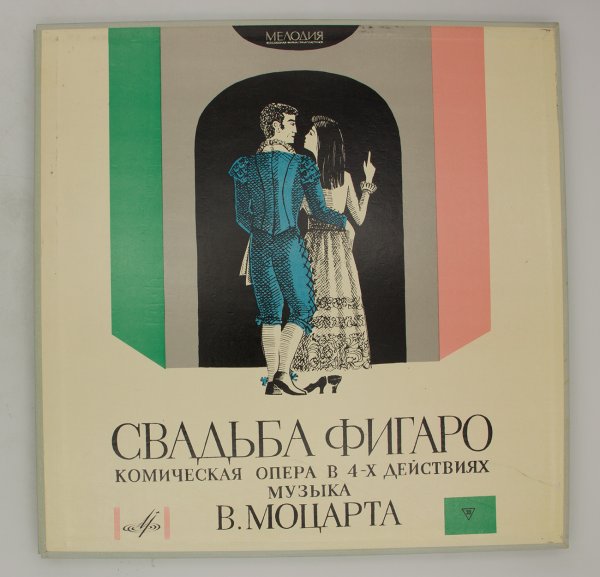 МЕЛОДИЯ
СВАДЬБА ФИГАРО
КОМИЧЕСКАЯ ОПЕРА В 4-Х ДЕЙСТВИЯХ
МУЗЫКА
В. МОЦАРТА